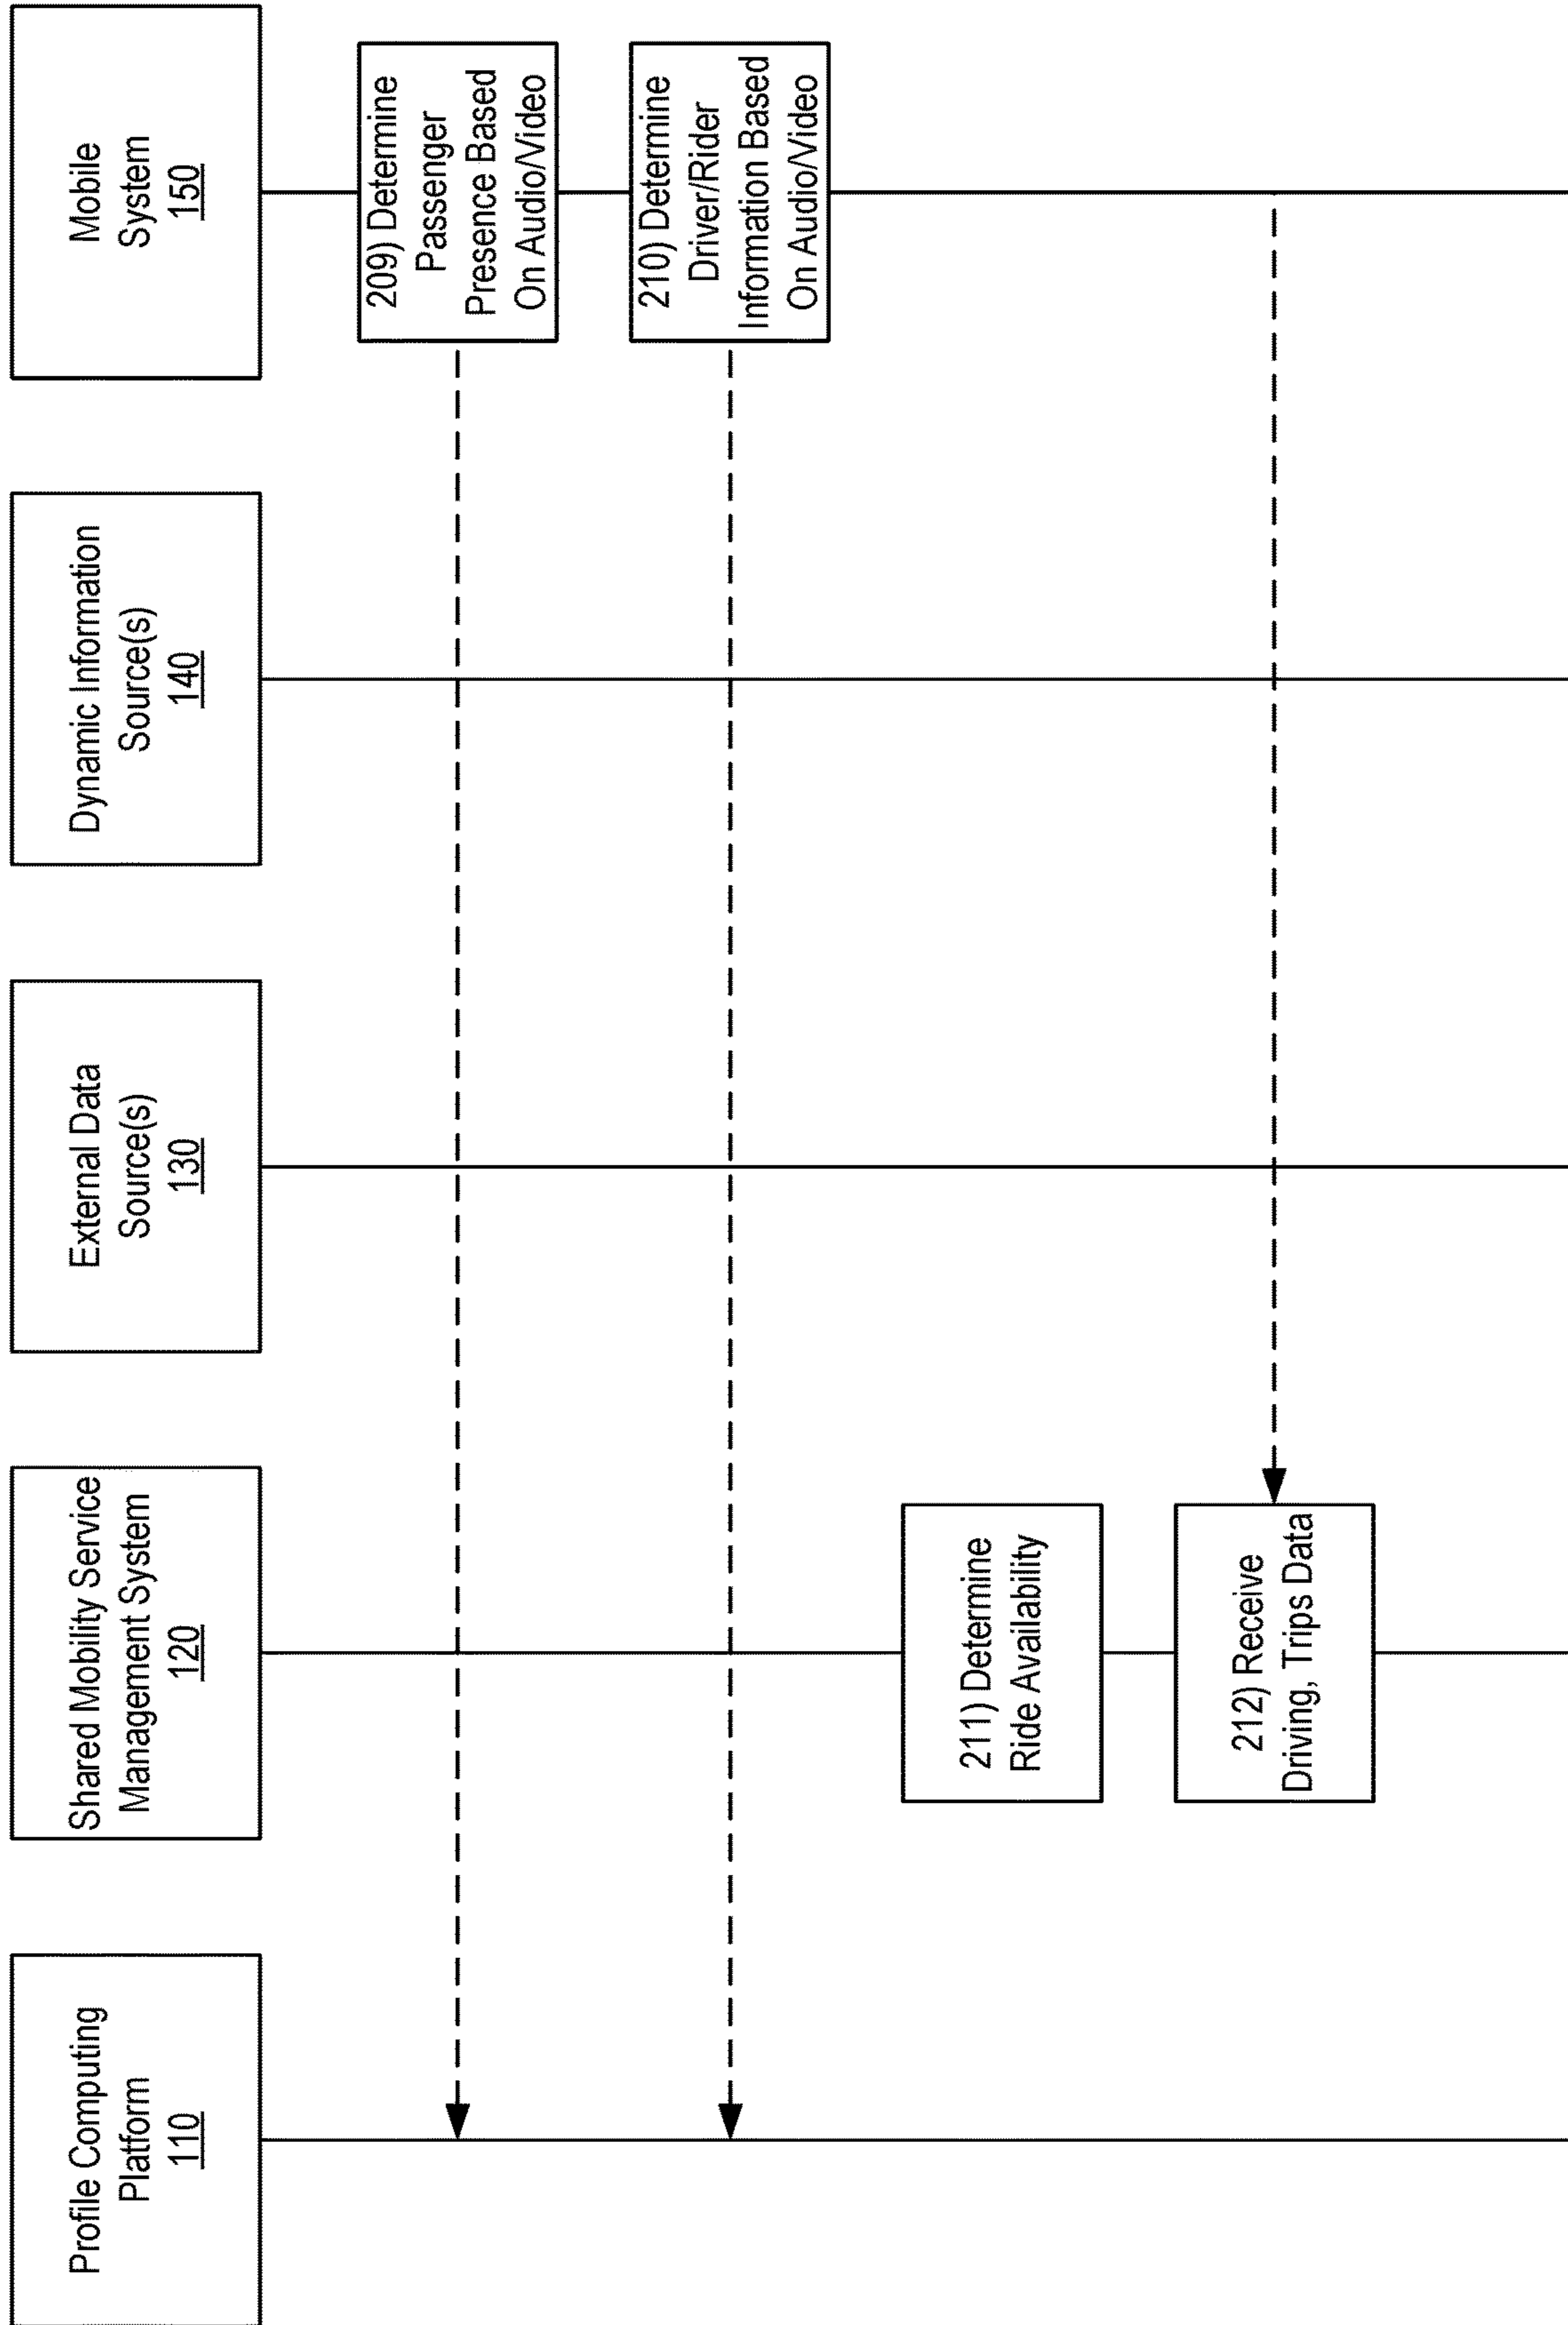 Profile Computing
Platform
110
Shared Mobility Service
Management System
120
External Data
Source(s)
130
Dynamic Information
Source(s)
140
Mobile
System
150
209) Determine
Passenger
Presence Based
On Audio/Video
210) Determine
Driver/Rider
Information Based
On Audio/Video
211) Determine
Ride Availability
212) Receive
Driving, Trips Data